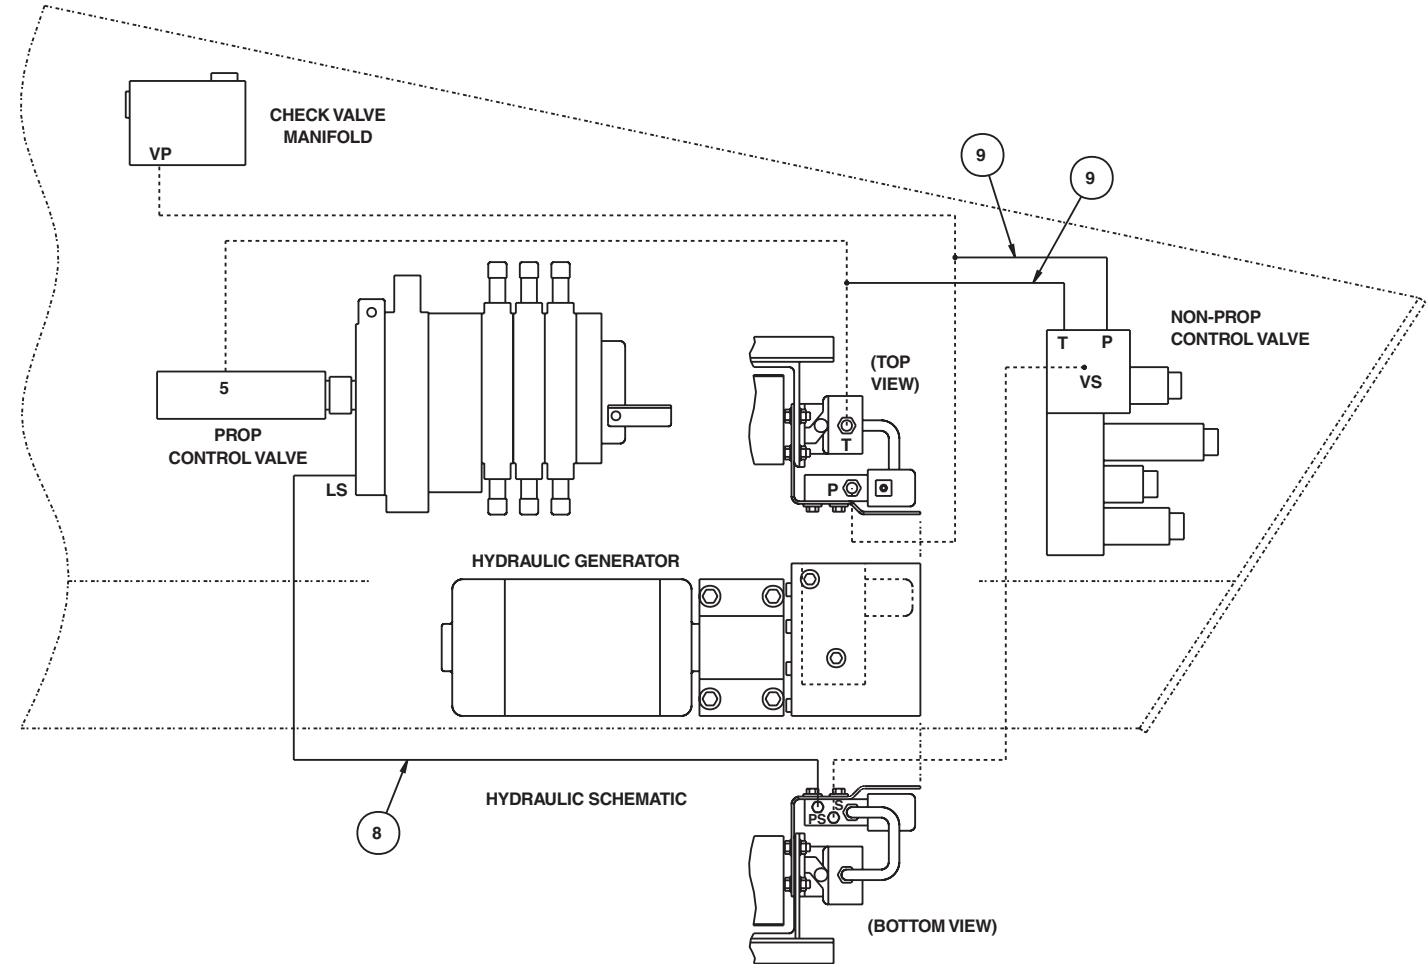 CHECK VALVE
MANIFOLD
VP
9
9
NON-PROP
CONTROL VALVE
T
P
VS
(TOP
VIEW)
5
PROP
CONTROL VALVE
LS
T
P
HYDRAULIC GENERATOR
HYDRAULIC SCHEMATIC
8
S
PS
(BOTTOM VIEW)